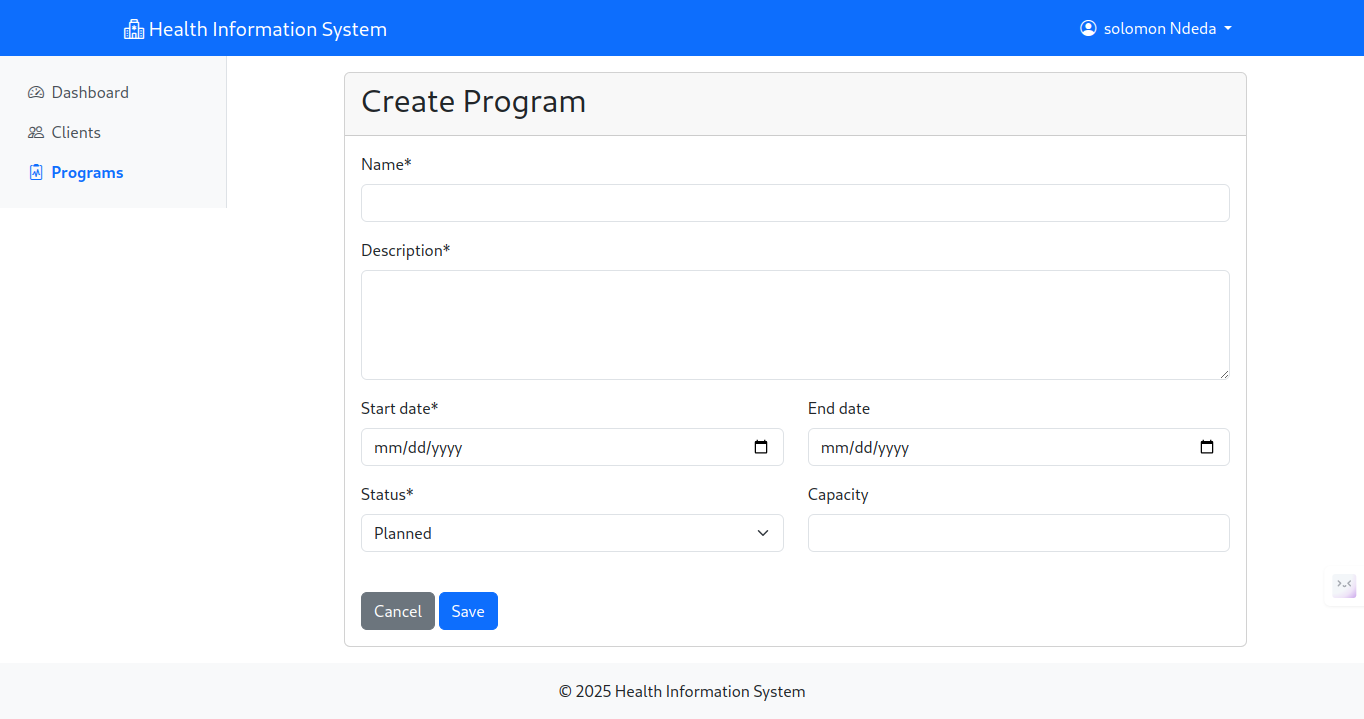 Health Information System
solomon Ndeda
Dashboard
Clients
Programs
Create Program
Name*
Description*
Start date* End date
mm/dd/yyyy mm/dd/yyyy
Status* Capacity
Planned
Cancel Save
© 2025 Health Information System